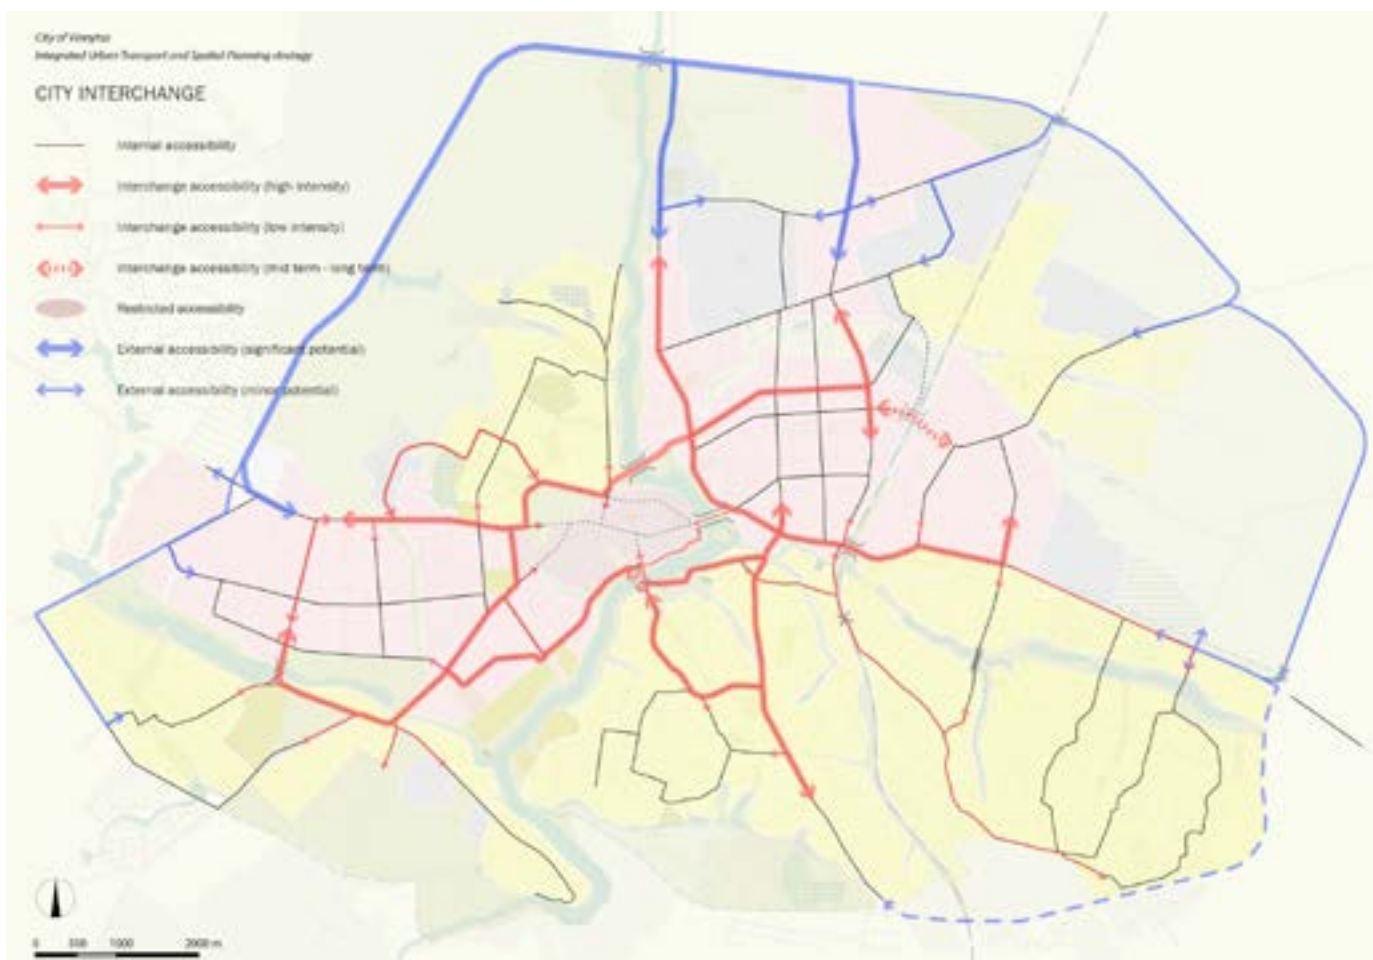 City of Vinnytsia
Integrated Urban Transport and Spatial Planning strategy
CITY INTERCHANGE
Internal accessibility
Interchange accessibility (high intensity)
Interchange accessibility (low intensity)
Interchange accessibility (mid term - long term)
Restricted accessibility
External accessibility (significant potential)
External accessibility (minor potential)
0 500 1000 2000 m